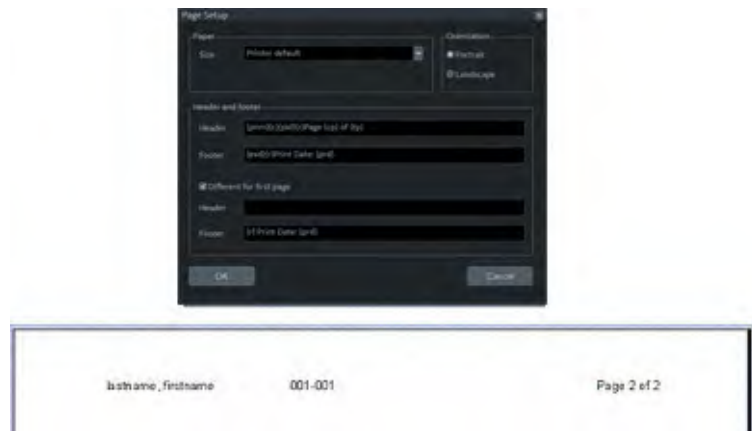 Page Setup
Paper
Size Printer default
Orientation
Portrait
Landscape
Header and footer
Header
Footer
Different for first page
Header
Footer
OK Cancel
lastname, firstname 001-001 Page 2 of 2